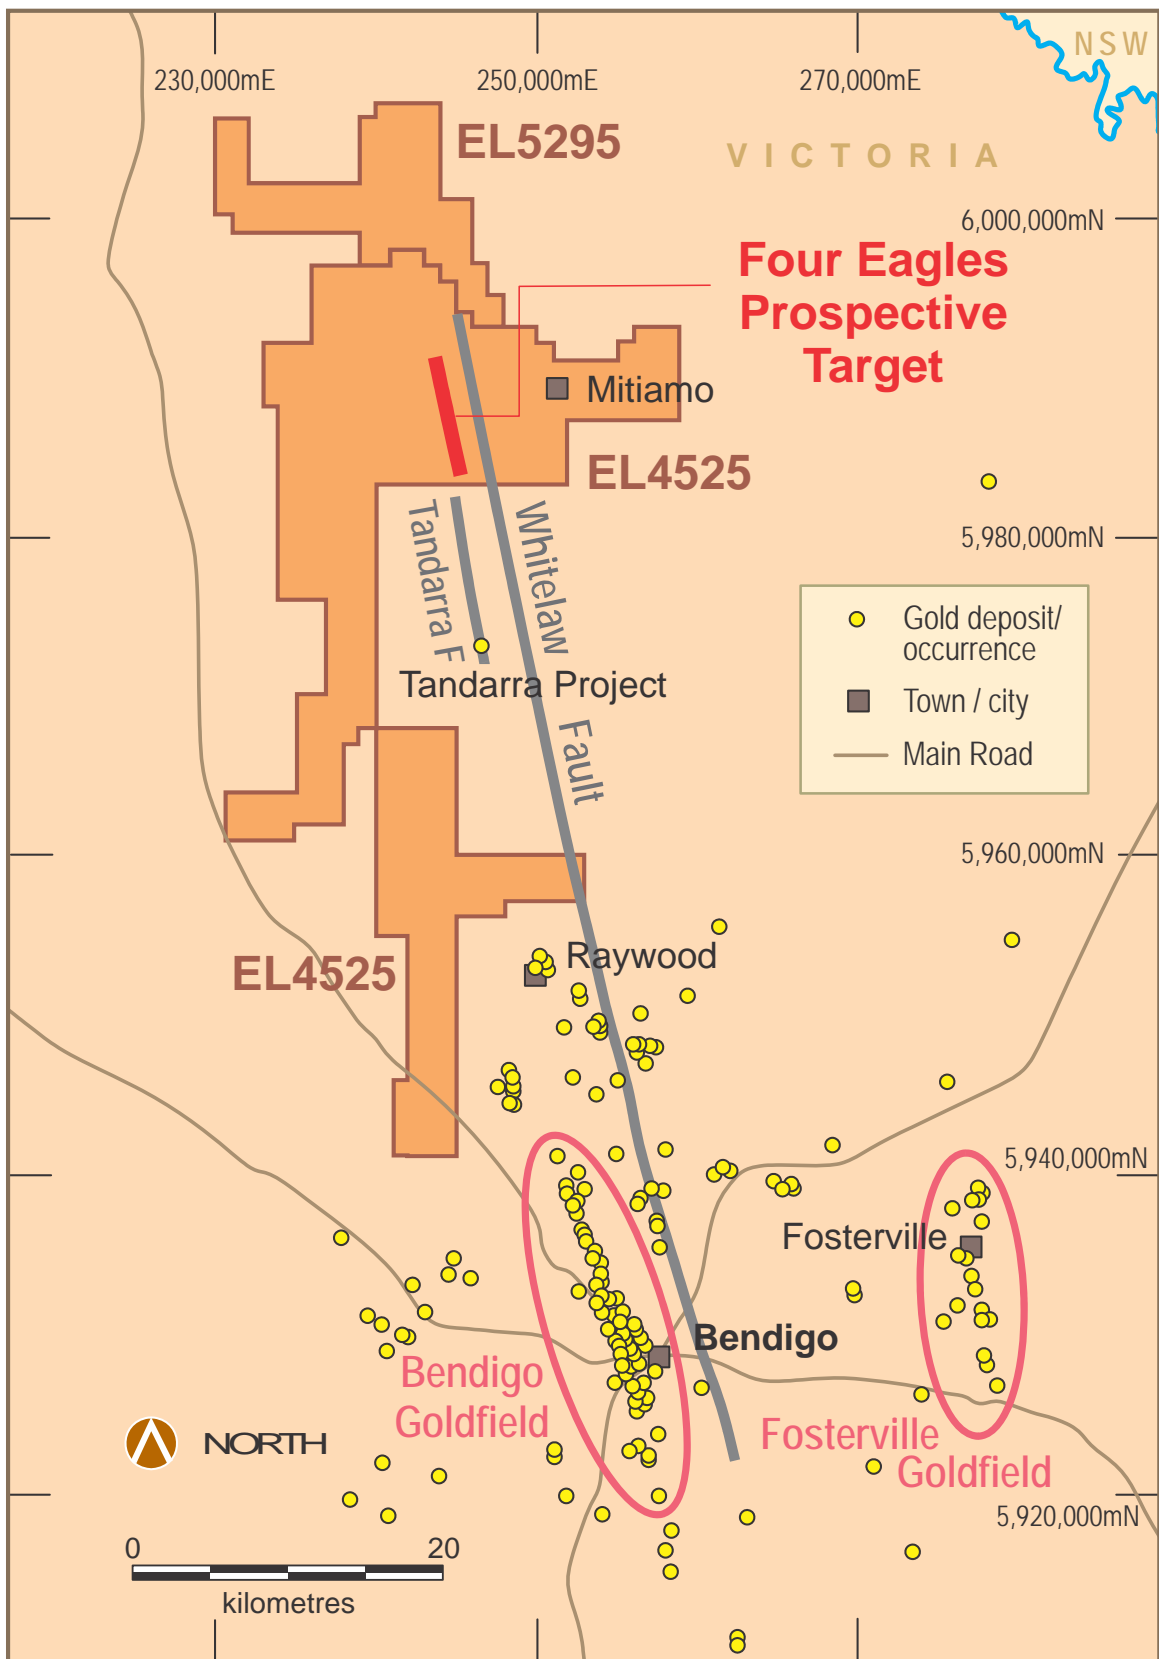 NSW
230,000mE
250,000mE
270,000mE
EL5295
VICTORIA
6,000,000mN
Four Eagles
Prospective
Target
Mitiamo
EL4525
Tandarra F
Whitelaw
Fault
5,980,000mN
Gold deposit/
occurrence
Town / city
Main Road
Tandarra Project
5,960,000mN
EL4525
Raywood
5,940,000mN
Fosterville
Bendigo
Bendigo
Goldfield
Fosterville
Goldfield
NORTH
5,920,000mN
0
20
kilometres